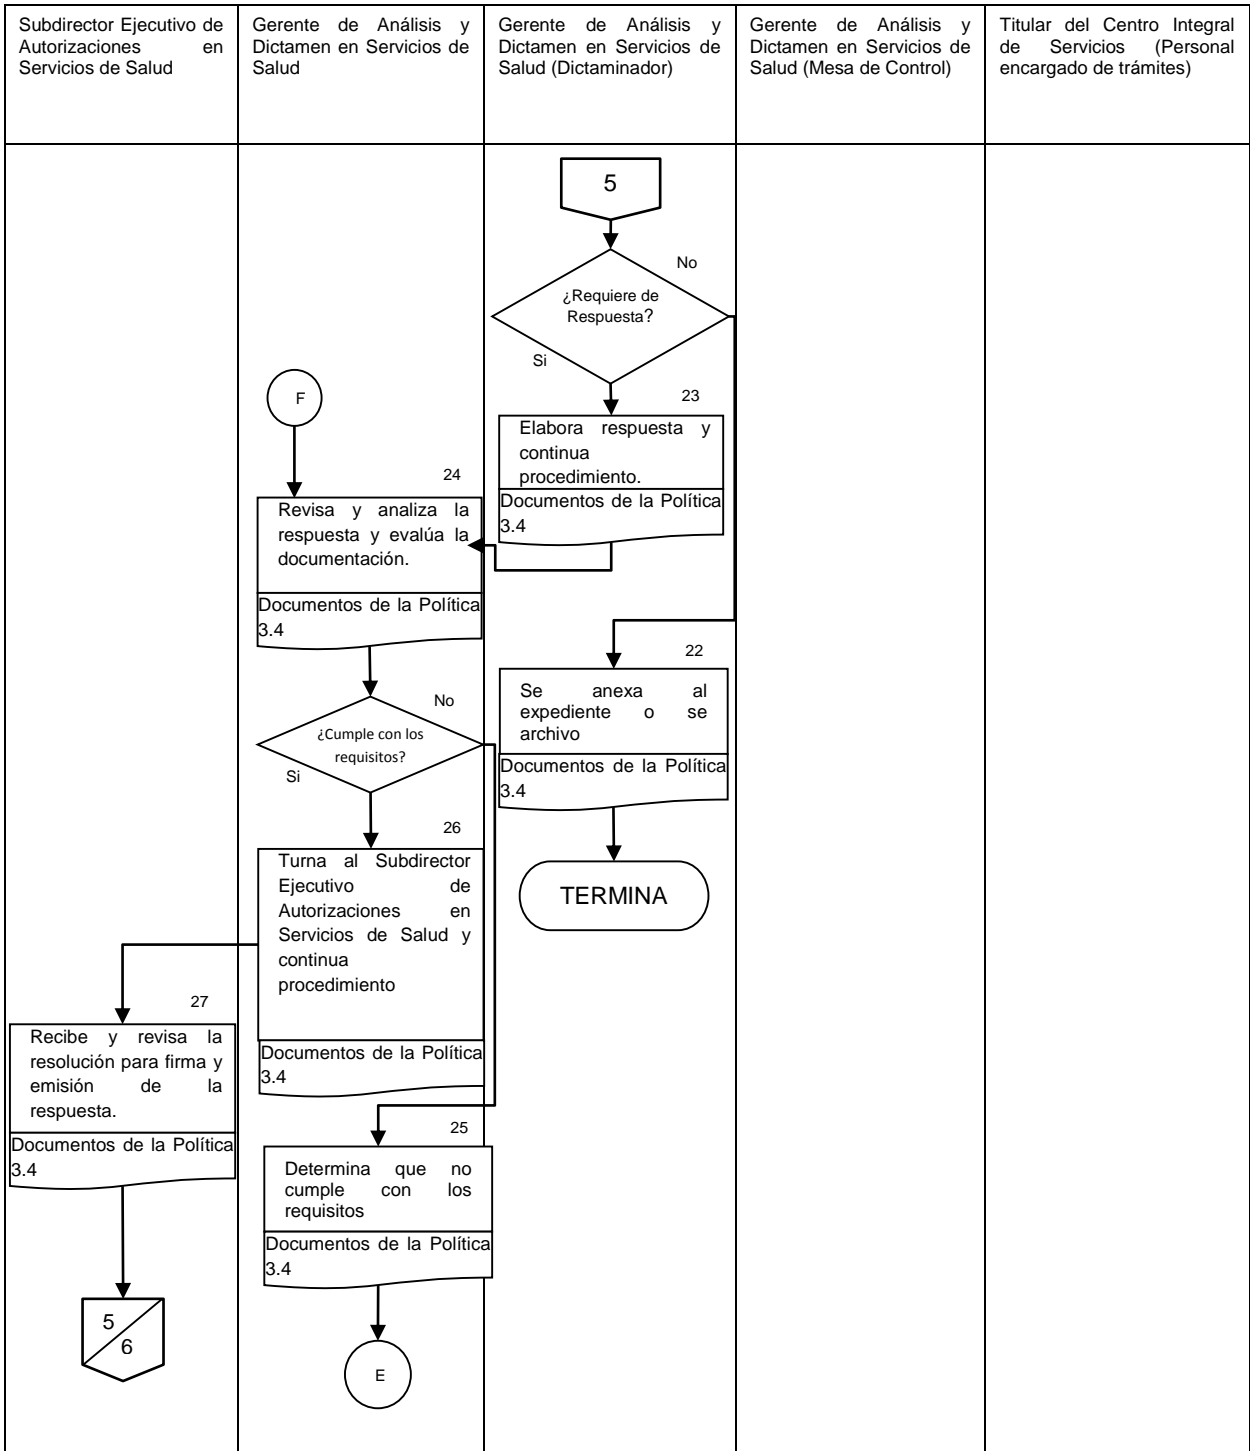 Subdirector Ejecutivo de
Autorizaciones en
Servicios de Salud
Gerente de Análisis y
Dictamen en Servicios de
Salud
Gerente de Análisis y
Dictamen en Servicios de
Salud (Dictaminador)
Gerente de Análisis y
Dictamen en Servicios de
Salud (Mesa de Control)
Titular del Centro Integral
de Servicios (Personal
encargado de trámites)
5
¿Requiere de
Respuesta?
No
Si
23
Elabora respuesta y
continua
procedimiento.
Documentos de la Política
3.4
F
24
Revisa y analiza la
respuesta y evalúa la
documentación.
Documentos de la Política
3.4
22
Se anexa al
expediente o se
archivo
Documentos de la Política
3.4
TERMINA
¿Cumple con los
requisitos?
No
Si
26
Turna al Subdirector
Ejecutivo de
Autorizaciones en
Servicios de Salud y
continua
procedimiento
Documentos de la Política
3.4
27
Recibe y revisa la
resolución para firma y
emisión de la
respuesta.
Documentos de la Política
3.4
25
Determina que no
cumple con los
requisitos
Documentos de la Política
3.4
5
6
E